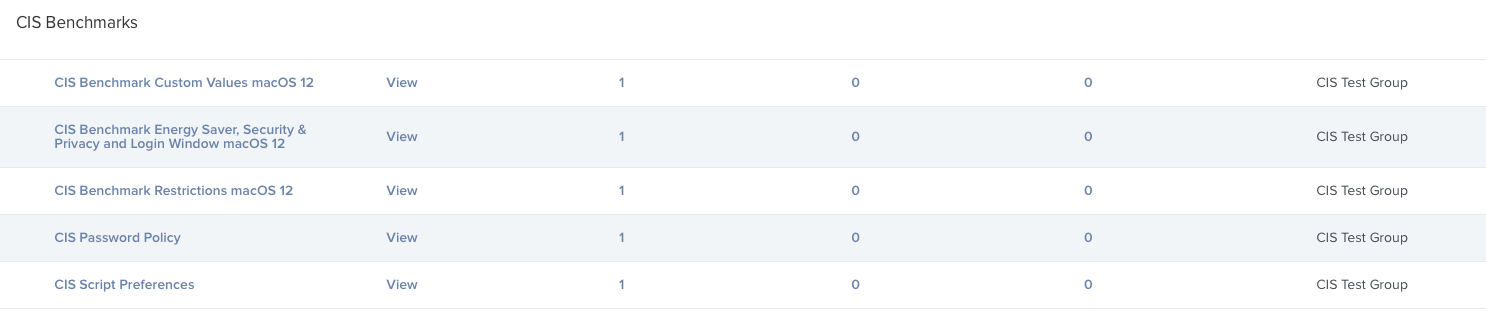 CIS Benchmarks
CIS Benchmark Custom Values macOS 12 View 1 0 0 CIS Test Group
CIS Benchmark Energy Saver, Security &
Privacy and Login Window macOS 12 View 1 0 0 CIS Test Group
CIS Benchmark Restrictions macOS 12 View 1 0 0 CIS Test Group
CIS Password Policy View 1 0 0 CIS Test Group
CIS Script Preferences View 1 0 0 CIS Test Group